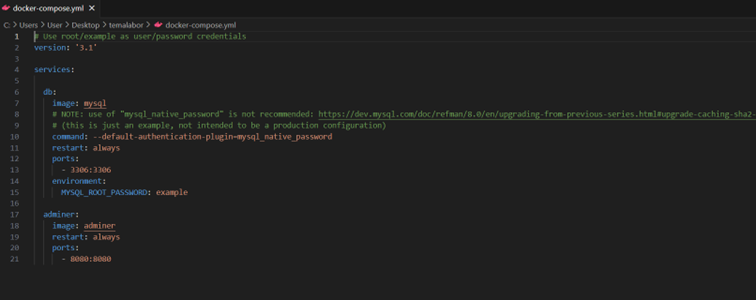 docker-compose.yml ×
C: > Users > User > Desktop > temalabor > docker-compose.yml
1 # Use root/example as user/password credentials
2 version: '3.1'
3
4 services:
5
6 db:
7 image: mysql
8 # NOTE: use of "mysql_native_password" is not recommended: https://dev.mysql.com/doc/refman/8.0/en/upgrading-from-previous-series.html#upgrade-caching-sha2-
9 # (this is just an example, not intended to be a production configuration)
10 command: --default-authentication-plugin=mysql_native_password
11 restart: always
12 ports:
13 - 3306:3306
14 environment:
15 MYSQL_ROOT_PASSWORD: example
16
17 adminer:
18 image: adminer
19 restart: always
20 ports:
21 - 8080:8080